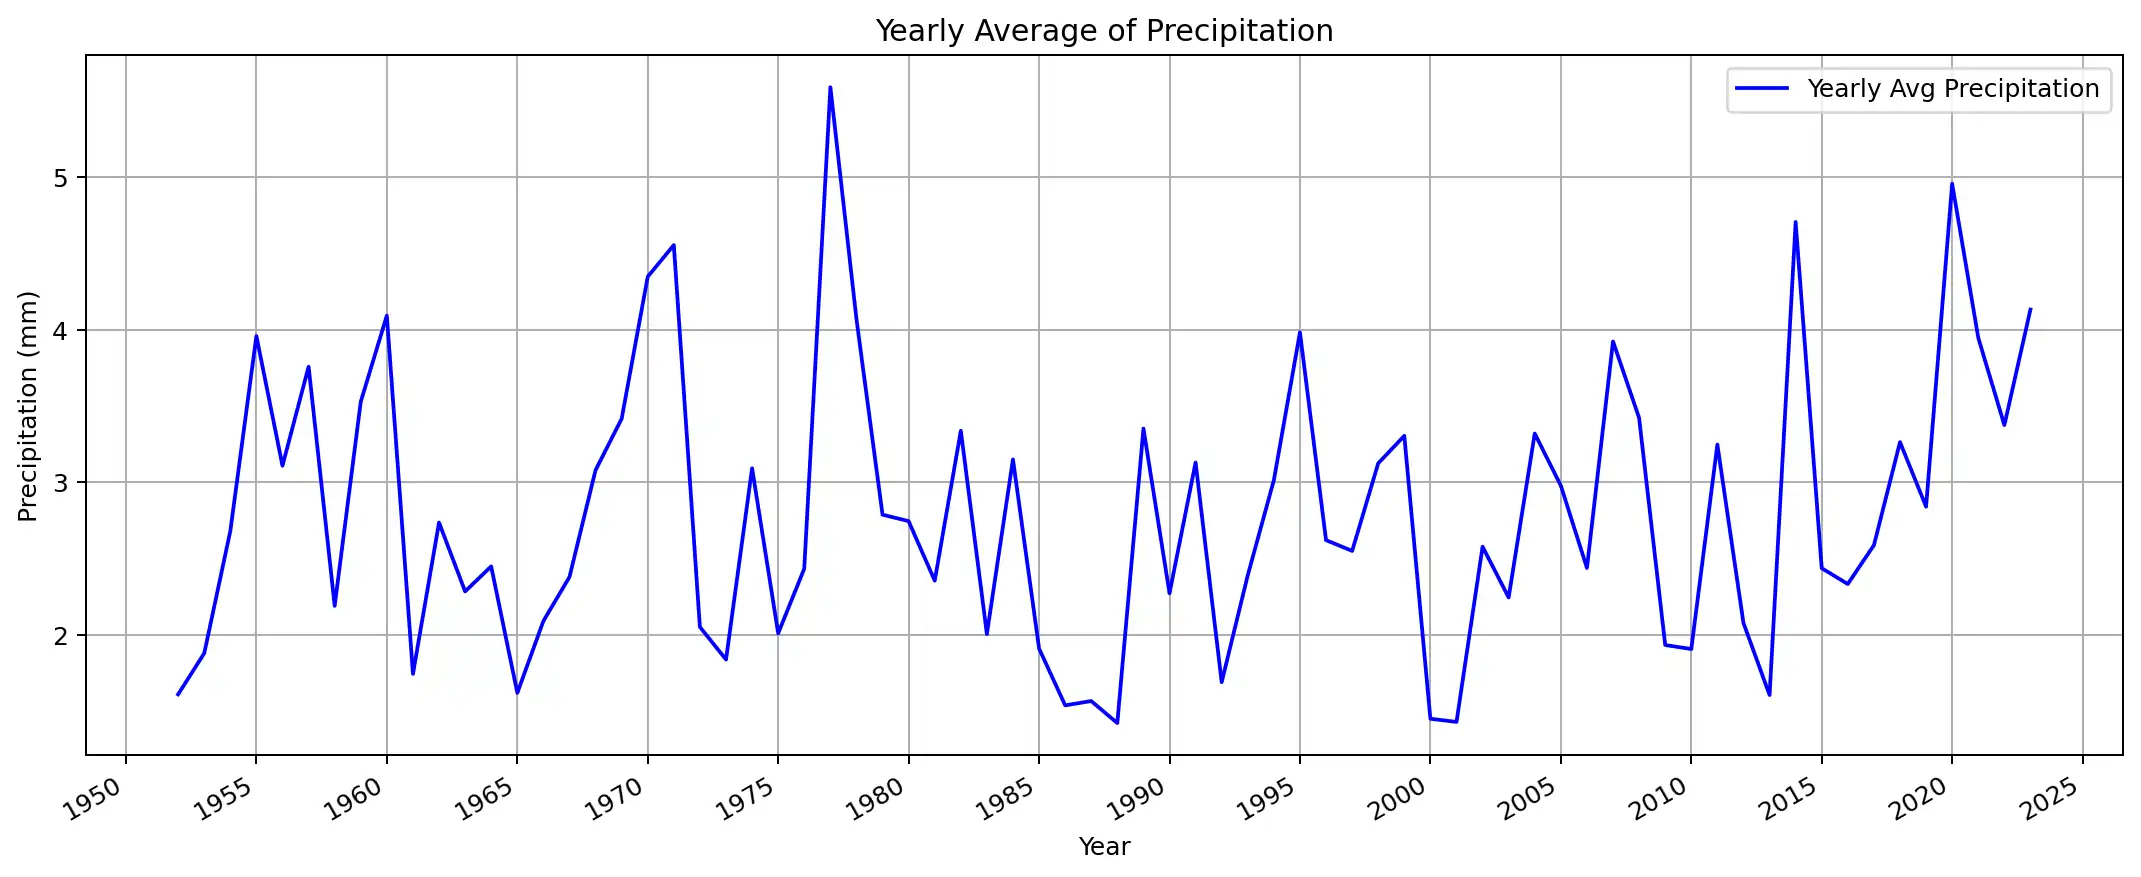 Yearly Average of Precipitation
Yearly Avg Precipitation
Precipitation (mm)
5
4
3
2
1950 1955 1960 1965 1970 1975 1980 1985 1990 1995 2000 2005 2010 2015 2020 2025
Year